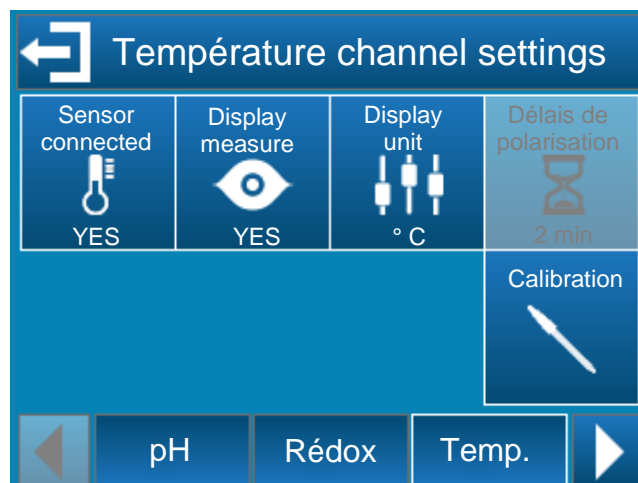 Température channel settings
Sensor
connected
YES
Display
measure
YES
Display
unit
° C
Délais de
polarisation
2 min
Calibration
pH
Rédox
Temp.